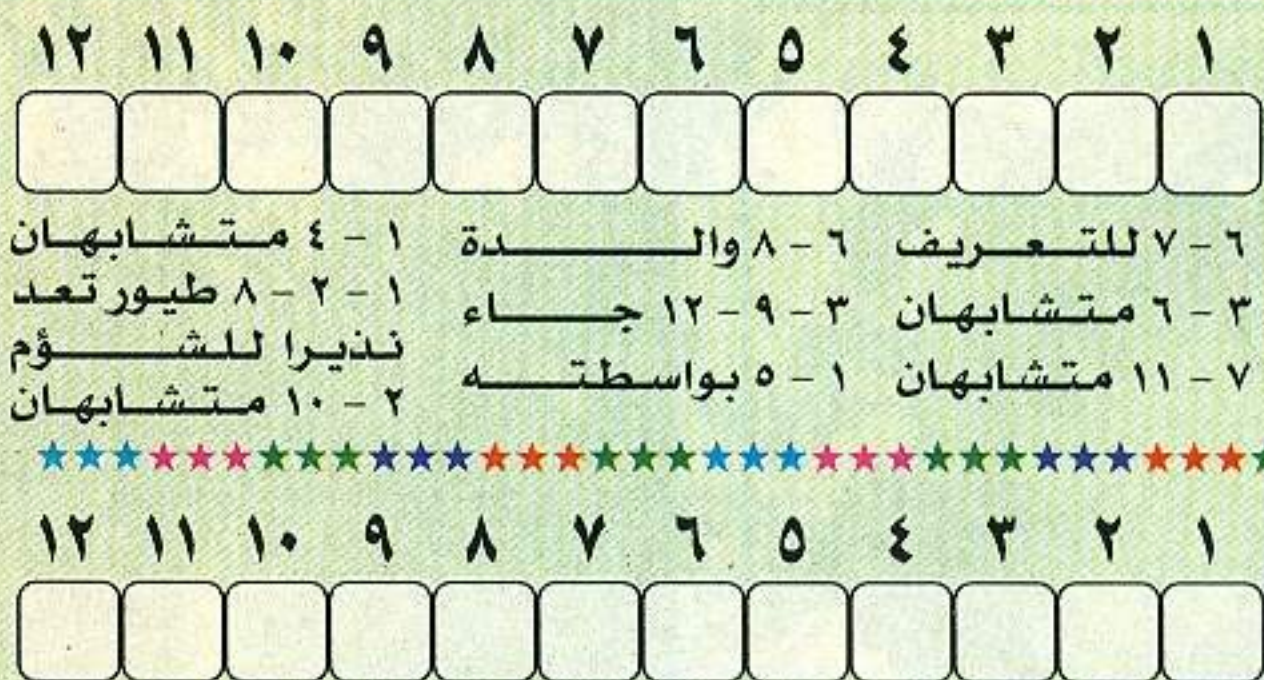 ١ ٢ ٣ ٤ ٥ ٦ ٧ ٨ ٩ ١٠ ١١ ١٢
٦ - ٧ للتعريف
٣ - ٦ متشابهان
٧ - ١١ متشابهان
٦ - ٨ والدة
٣ - ٩ - ١٢ جاء
١ - ٥ بواسطته
١ - ٤ متشابهان
١ - ٢ - ٨ طيور تعد
نذيرا للشؤم
٢ - ١٠ متشابهان
١ ٢ ٣ ٤ ٥ ٦ ٧ ٨ ٩ ١٠ ١١ ١٢